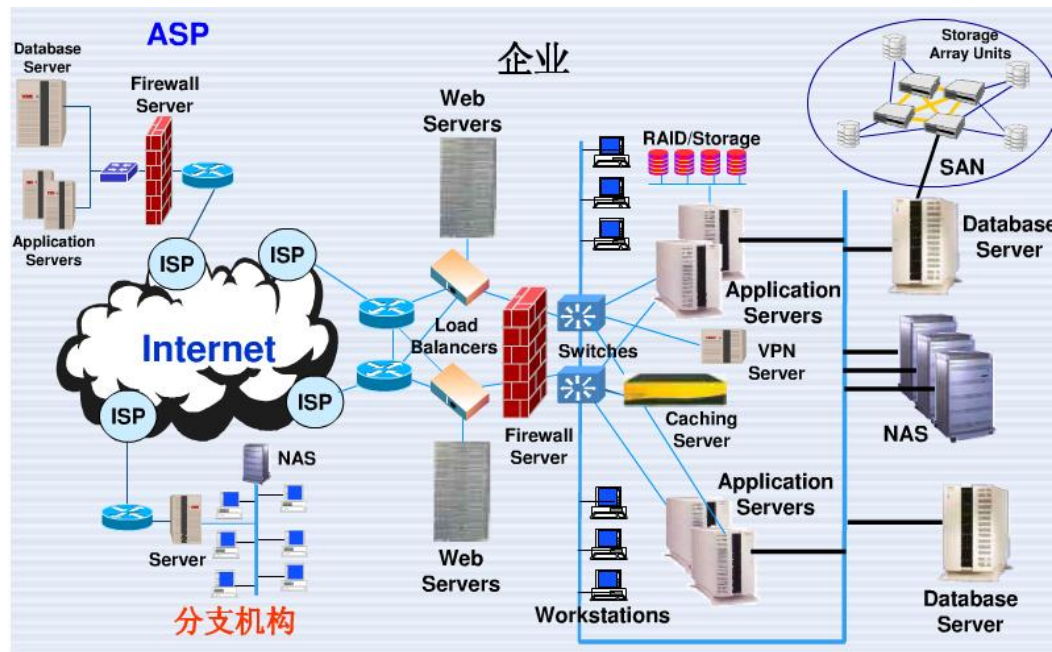 ASP
Database
Server
Firewall
Server
Application
Servers
ISP
ISP
Internet
ISP
ISP
NAS
Server
分支机构
企业
Web
Servers
Load
Balancers
Firewall
Server
Web
Servers
Switches
RAID/Storage
Application
Servers
VPN
Server
Caching
Server
Application
Servers
Workstations
Storage
Array Units
SAN
Database
Server
NAS
Database
Server